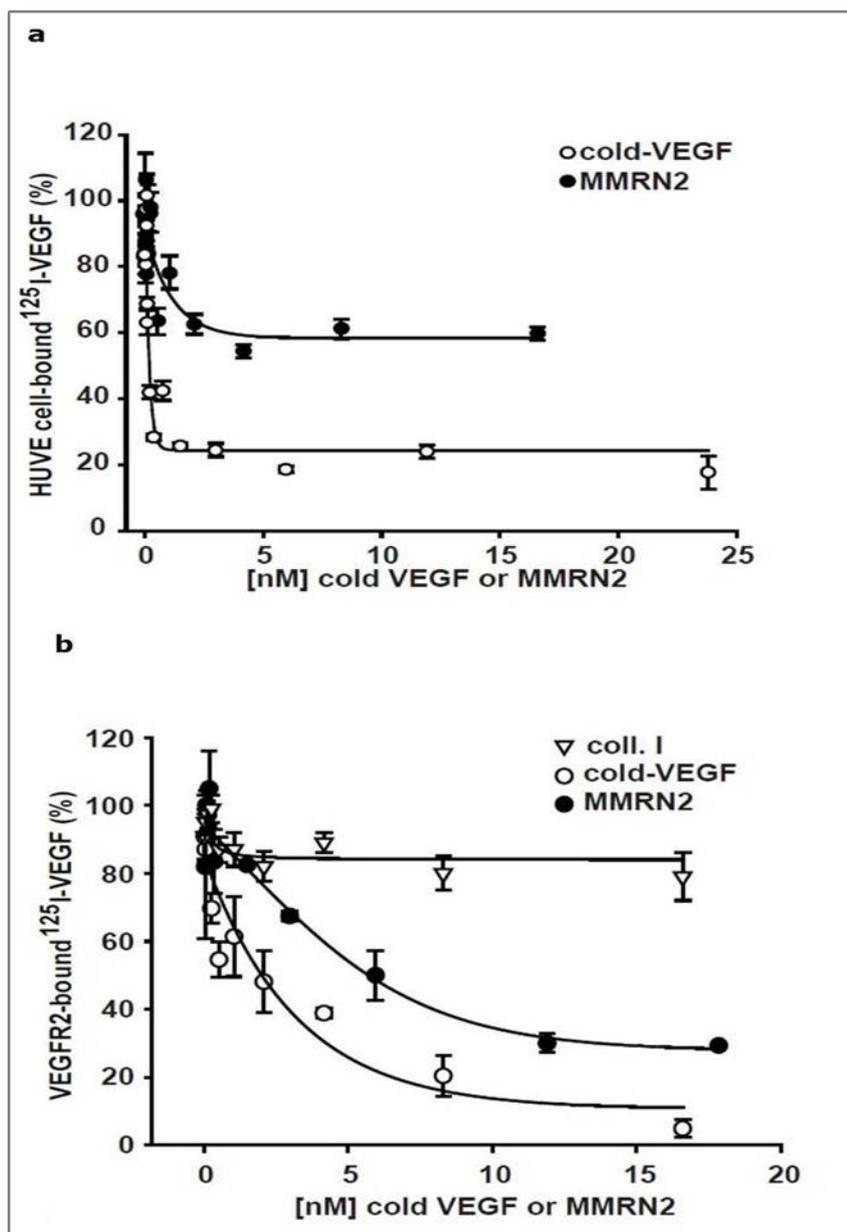 a
120
100
80
60
40
20
0
HUVE cell-bound 125I-VEGF (%)
cold-VEGF
MMRN2
0 5 10 15 20 25
[nM] cold VEGF or MMRN2
b
120
100
80
60
40
20
0
VEGFR2-bound 125I-VEGF (%)
coll. I
cold-VEGF
MMRN2
0 5 10 15 20
[nM] cold VEGF or MMRN2